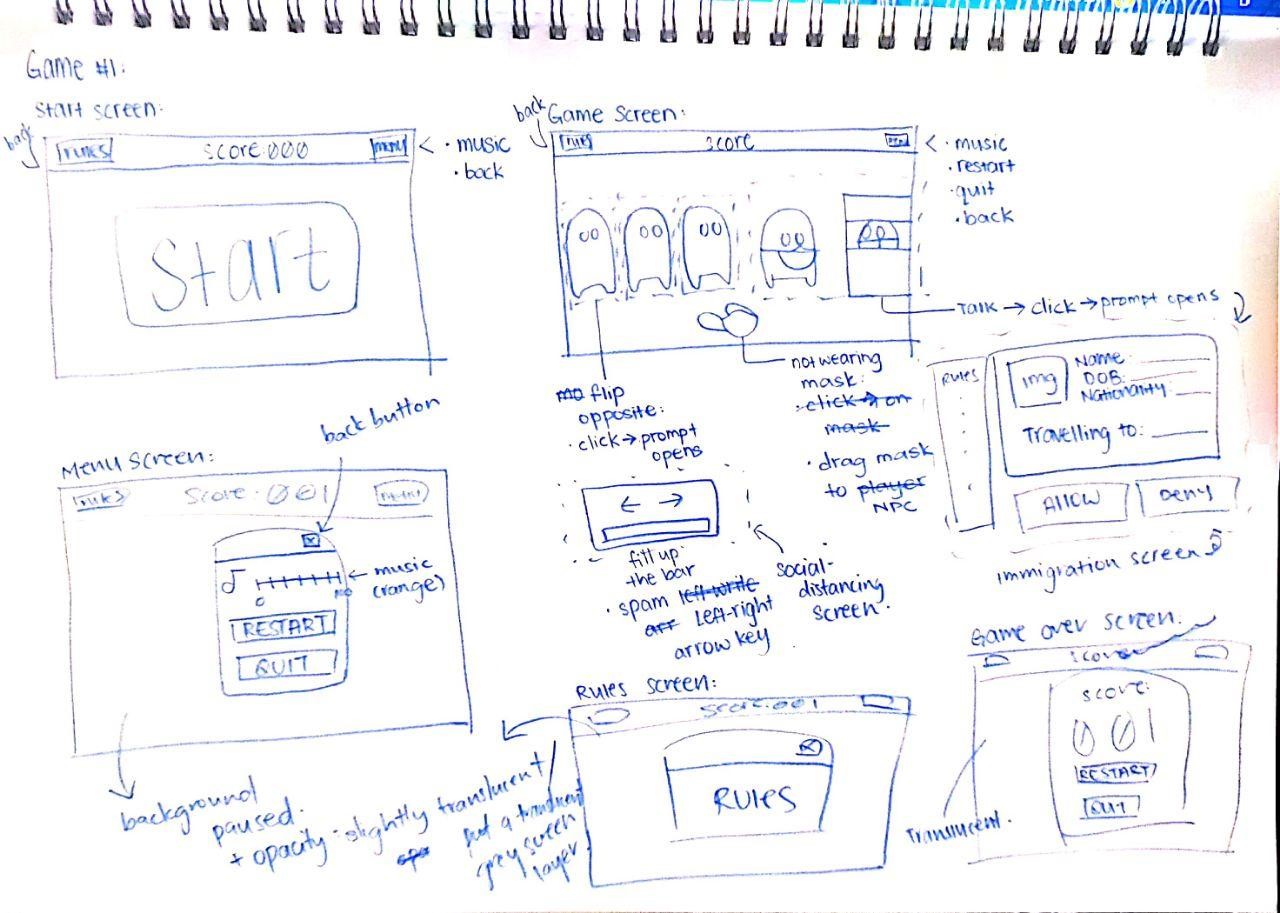 Game #1:
Start screen:
back
rules
score:000
menu
< · music
· back
Start
back
Game Screen:
rules
score
menu
< · music
· restart
· quit
· back
Talk → click → prompt opens
not wearing
mask:
· click → on
mask
· drag mask
to player
NPC
flip
opposite:
· click → prompt
opens
← →
fill up
the bar
· spam left-write
left-right
arrow key
social-
distancing
screen.
RULES
img
Name:
DOB:
Nationality:
Travelling to:
ALLOW
Deny
immigration screen
Menu screen:
back button
rules
Score:001
menu
x
0
← music
(range)
RESTART
QUIT
background
paused.
+ opacity: slightly translucent/
put a translucent
grey screen
layer
Rules screen:
score:001
x
RULES
Game over screen:
score
score:
001
RESTART
QUIT
Translucent.